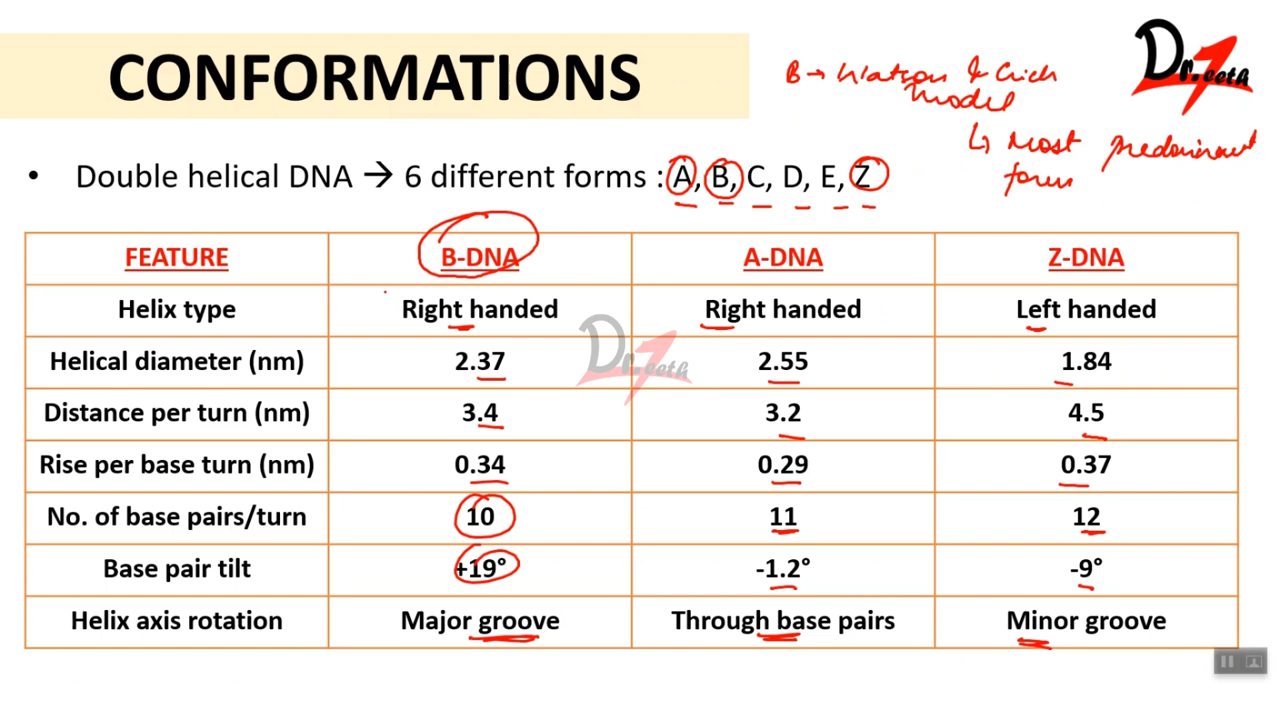 CONFORMATIONS
B → Watson & Crick
model
↳ Most predominant
form
Dr.7eeth
• Double helical DNA → 6 different forms : A, B, C, D, E, Z
FEATURE B-DNA A-DNA Z-DNA
Helix type Right handed Right handed Left handed
Helical diameter (nm) 2.37 2.55 1.84
Distance per turn (nm) 3.4 3.2 4.5
Rise per base turn (nm) 0.34 0.29 0.37
No. of base pairs/turn 10 11 12
Base pair tilt +19° -1.2° -9°
Helix axis rotation Major groove Through base pairs Minor groove
Dr.7eeth